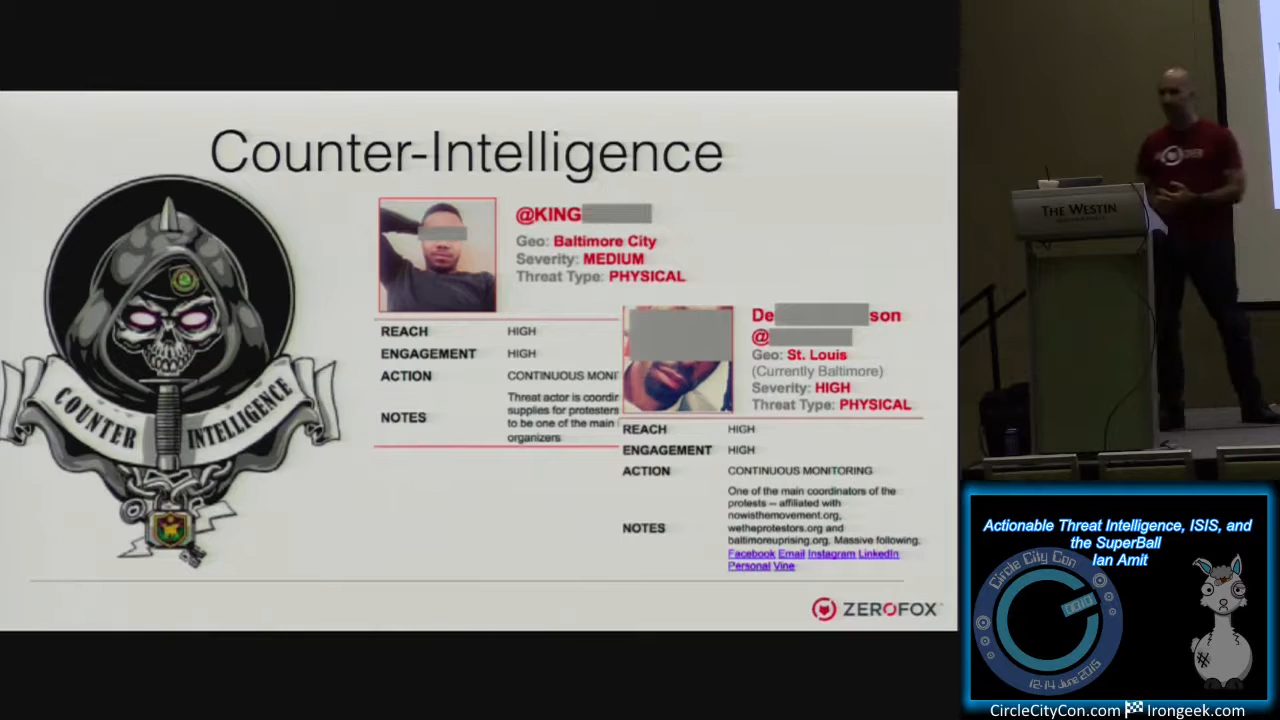 Counter-Intelligence
COUNTER INTELLIGENCE
@KING
Geo: Baltimore City
Severity: MEDIUM
Threat Type: PHYSICAL
REACH HIGH
ENGAGEMENT HIGH
ACTION CONTINUOUS MONI
NOTES
Threat actor is coordin
supplies for protesters
to be one of the main
organizers
De son
@
Geo: St. Louis
(Currently Baltimore)
Severity: HIGH
Threat Type: PHYSICAL
REACH HIGH
ENGAGEMENT HIGH
ACTION CONTINUOUS MONITORING
NOTES
One of the main coordinators of the
protests -- affiliated with
nowisthemovement.org,
wetheprotestors.org and
baltimoreuprising.org. Massive following.
Facebook Email Instagram LinkedIn
Personal Vine
ZEROFOX
THE WESTIN
Actionable Threat Intelligence, ISIS, and
the SuperBall
Ian Amit
Circle City Con
12-14 June 2015
CircleCityCon.com Irongeek.com